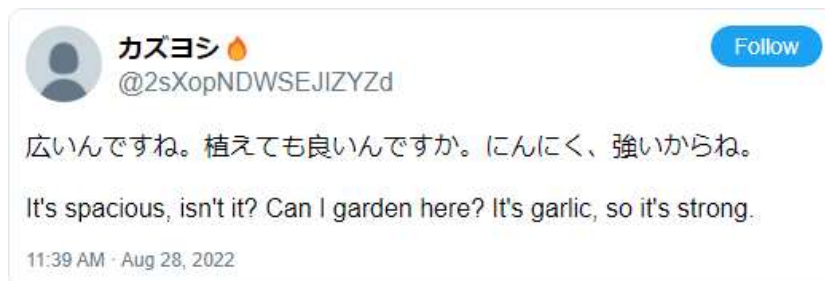 カズヨシ🔥
Follow
@2sXopNDWSEJIZYZd
広いんですね。植えても良いんですか。にんにく、強いからね。
It's spacious, isn't it? Can I garden here? It's garlic, so it's strong.
11:39 AM · Aug 28, 2022